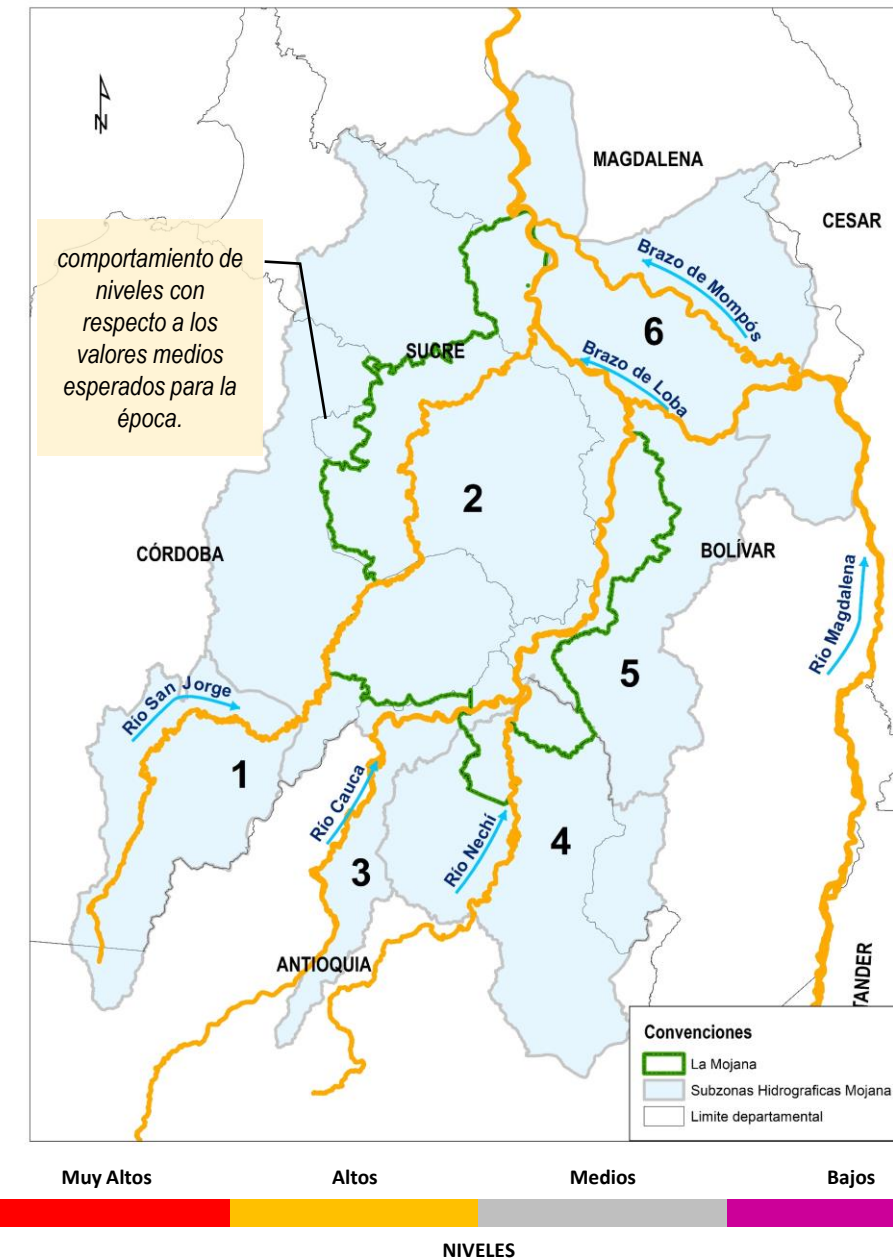 N
MAGDALENA
CESAR
comportamiento de
niveles con
respecto a los
valores medios
esperados para la
época.
Brazo de Mompós
6
SUCRE
Brazo de Loba
2
CÓRDOBA
BOLÍVAR
Río Magdalena
5
Río San Jorge
1
Río Cauca
4
3
Río Nechí
ANTIOQUIA
TANDER
Convenciones
La Mojana
Subzonas Hidrograficas Mojana
Limite departamental
Muy Altos Altos Medios Bajos
NIVELES